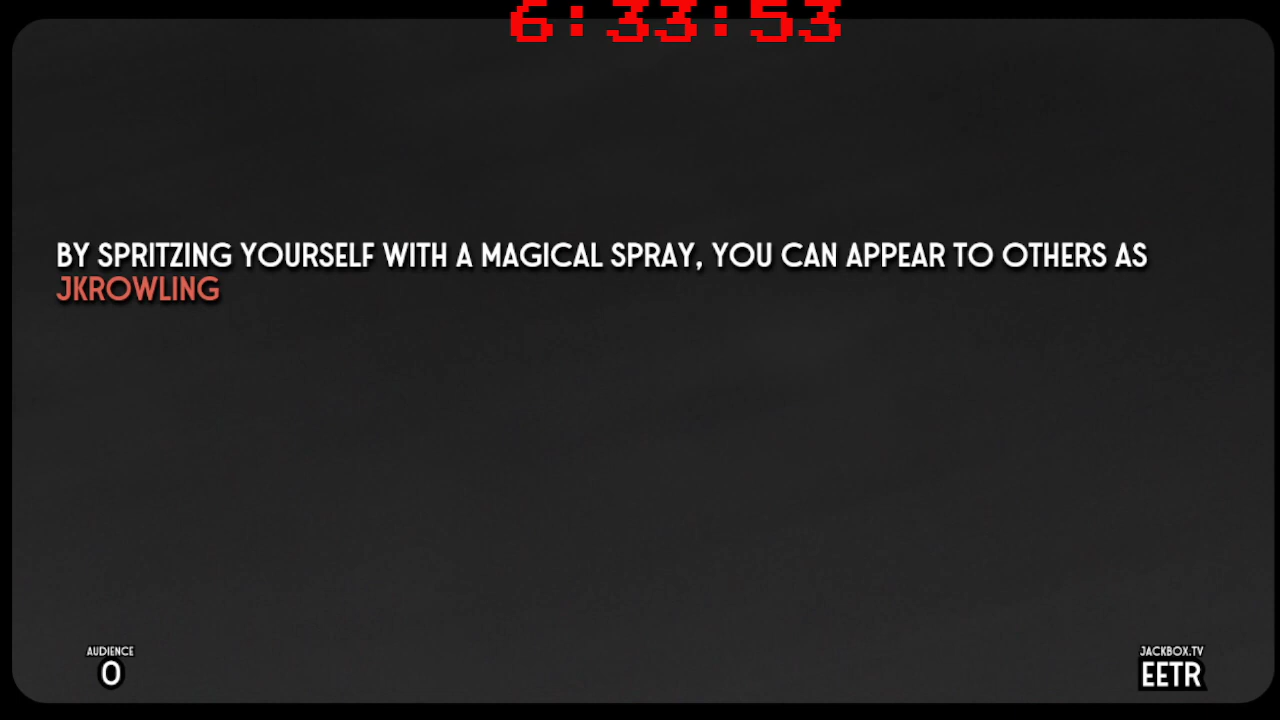 6:33:53
BY SPRITZING YOURSELF WITH A MAGICAL SPRAY, YOU CAN APPEAR TO OTHERS AS
JKROWLING
AUDIENCE
0
JACKBOX.TV
EETR